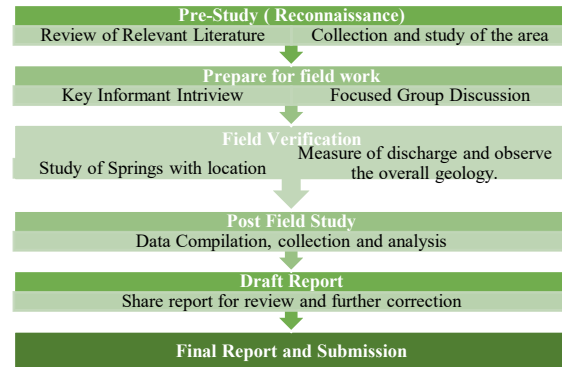 Pre-Study ( Reconnaissance)
Review of Relevant Literature
Collection and study of the area
Prepare for field work
Key Informant Intriview
Focused Group Discussion
Field Verification
Study of Springs with location
Measure of discharge and observe
the overall geology.
Post Field Study
Data Compilation, collection and analysis
Draft Report
Share report for review and further correction
Final Report and Submission